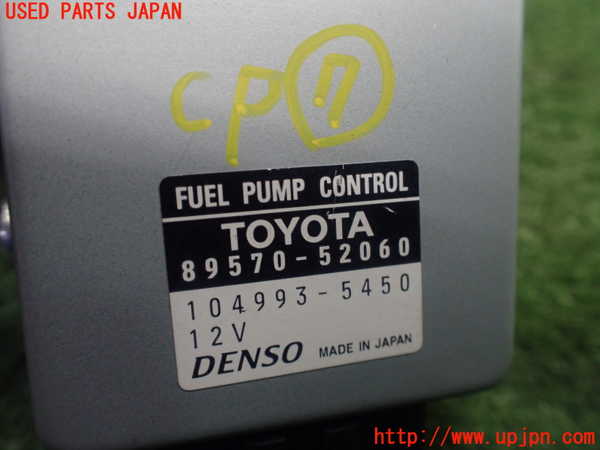 USED PARTS JAPAN
CP⑦
FUEL PUMP CONTROL
TOYOTA
89570-52060
104993-5450
12V
DENSO MADE IN JAPAN
http://www.upjpn.com/